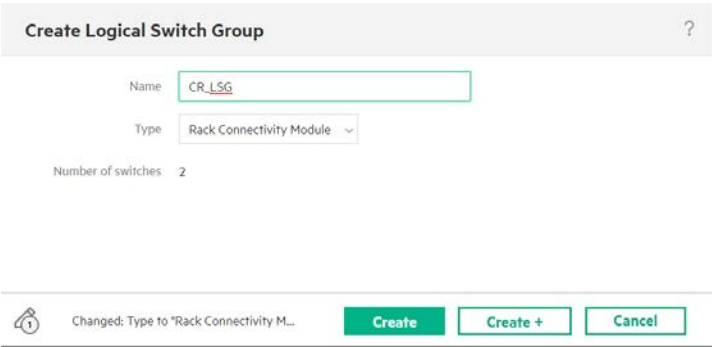 Create Logical Switch Group ?
Name CR_LSG
Type Rack Connectivity Module
Number of switches 2
1 Changed: Type to "Rack Connectivity M... Create Create + Cancel